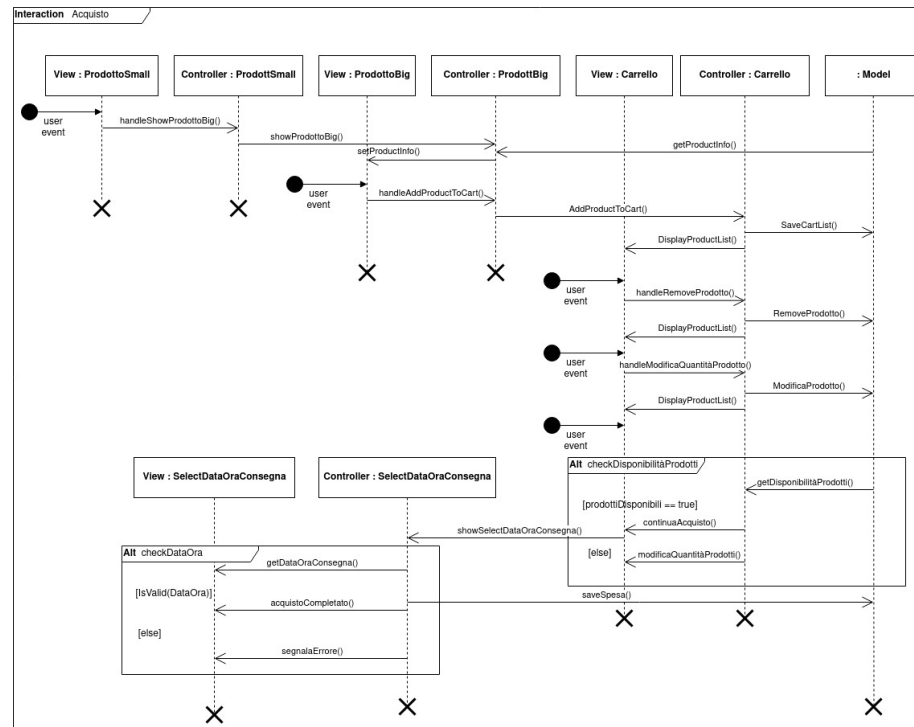 Interaction Acquisto
View : ProdottoSmall
Controller : ProdottSmall
View : ProdottoBig
Controller : ProdottBig
View : Carrello
Controller : Carrello
: Model
user
event
handleShowProdottoBig()
showProdottoBig()
getProductInfo()
setProductInfo()
user
event
handleAddProductToCart()
AddProductToCart()
SaveCartList()
DisplayProductList()
user
event
handleRemoveProdotto()
RemoveProdotto()
DisplayProductList()
user
event
handleModificaQuantitàProdotto()
ModificaProdotto()
DisplayProductList()
user
event
Alt checkDisponibilitàProdotti
View : SelectDataOraConsegna
Controller : SelectDataOraConsegna
getDisponibilitàProdotti()
[prodottiDisponibili == true]
continuaAcquisto()
showSelectDataOraConsegna()
[else]
modificaQuantitàProdotti()
Alt checkDataOra
getDataOraConsegna()
[IsValid(DataOra)]
acquistoCompletato()
saveSpesa()
[else]
segnalaErrore()